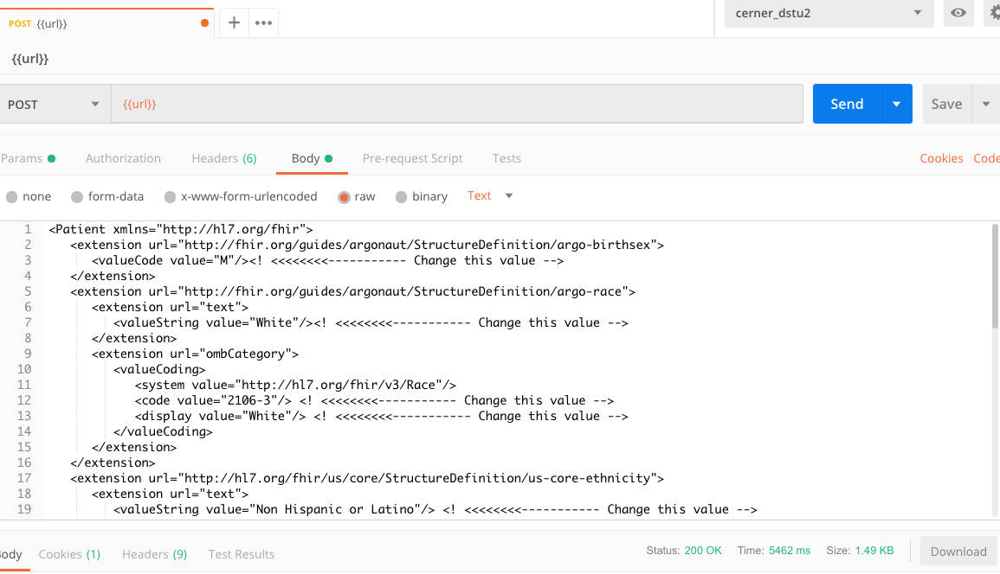 POST {{url}} + ••• cerner_dstu2
{{url}}
POST {{url}} Send Save
Params Authorization Headers (6) Body Pre-request Script Tests Cookies Code
none form-data x-www-form-urlencoded raw binary Text
1 <Patient xmlns="http://hl7.org/fhir">
2 <extension url="http://fhir.org/guides/argonaut/StructureDefinition/argo-birthsex">
3 <valueCode value="M"/><! <<<<<<<<----------- Change this value -->
4 </extension>
5 <extension url="http://fhir.org/guides/argonaut/StructureDefinition/argo-race">
6 <extension url="text">
7 <valueString value="White"/><! <<<<<<<<----------- Change this value -->
8 </extension>
9 <extension url="ombCategory">
10 <valueCoding>
11 <system value="http://hl7.org/fhir/v3/Race"/>
12 <code value="2106-3"/> <! <<<<<<<<----------- Change this value -->
13 <display value="White"/> <! <<<<<<<<----------- Change this value -->
14 </valueCoding>
15 </extension>
16 </extension>
17 <extension url="http://hl7.org/fhir/us/core/StructureDefinition/us-core-ethnicity">
18 <extension url="text">
19 <valueString value="Non Hispanic or Latino"/> <! <<<<<<<<----------- Change this value -->
Body Cookies (1) Headers (9) Test Results Status: 200 OK Time: 5462 ms Size: 1.49 KB Download